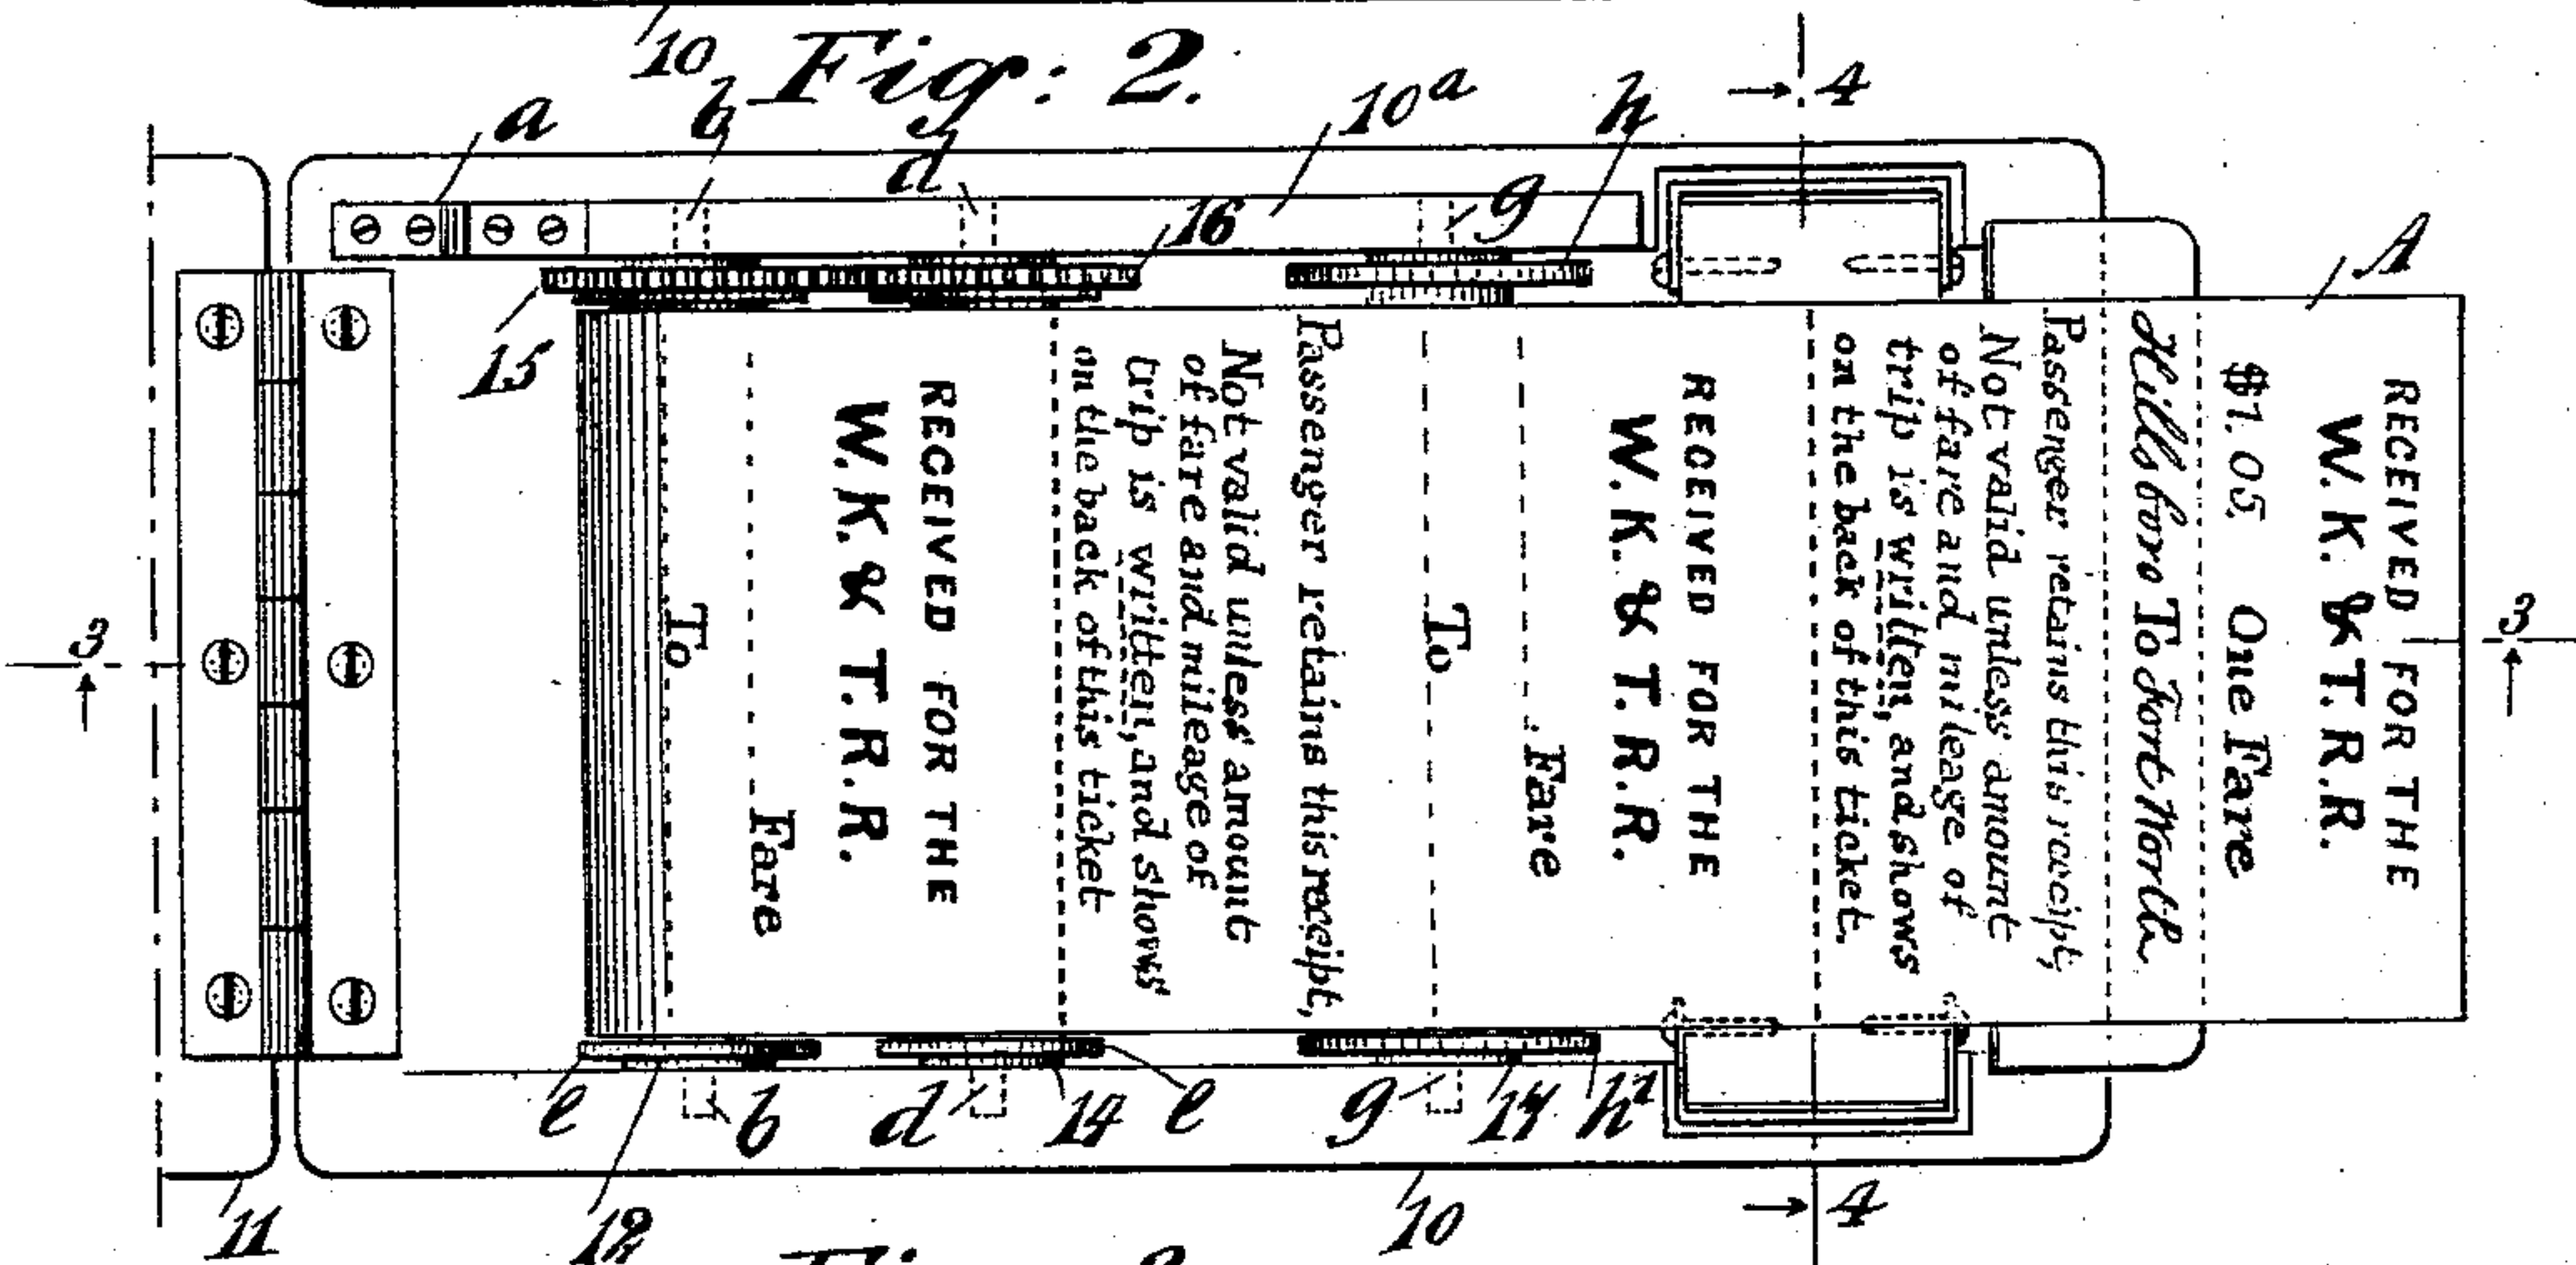 10
Fig: 2.
a
b
d
10a
h
4
g
16
A
15
3
3
RECEIVED FOR THE
W. K. & T. R. R.
$1.05 One Fare
Hillsboro To Fort Worth
Passenger retains this receipt,
Not valid unless amount
of fare and mileage of
trip is written, and shows
on the back of this ticket.
RECEIVED FOR THE
W. K. & T. R. R.
Fare
To
Passenger retains this receipt,
Not valid unless amount
of fare and mileage of
trip is written, and shows
on the back of this ticket
RECEIVED FOR THE
W. K. & T. R. R.
Fare
To
e
b
d
14
e
g
17
11
12
10
4